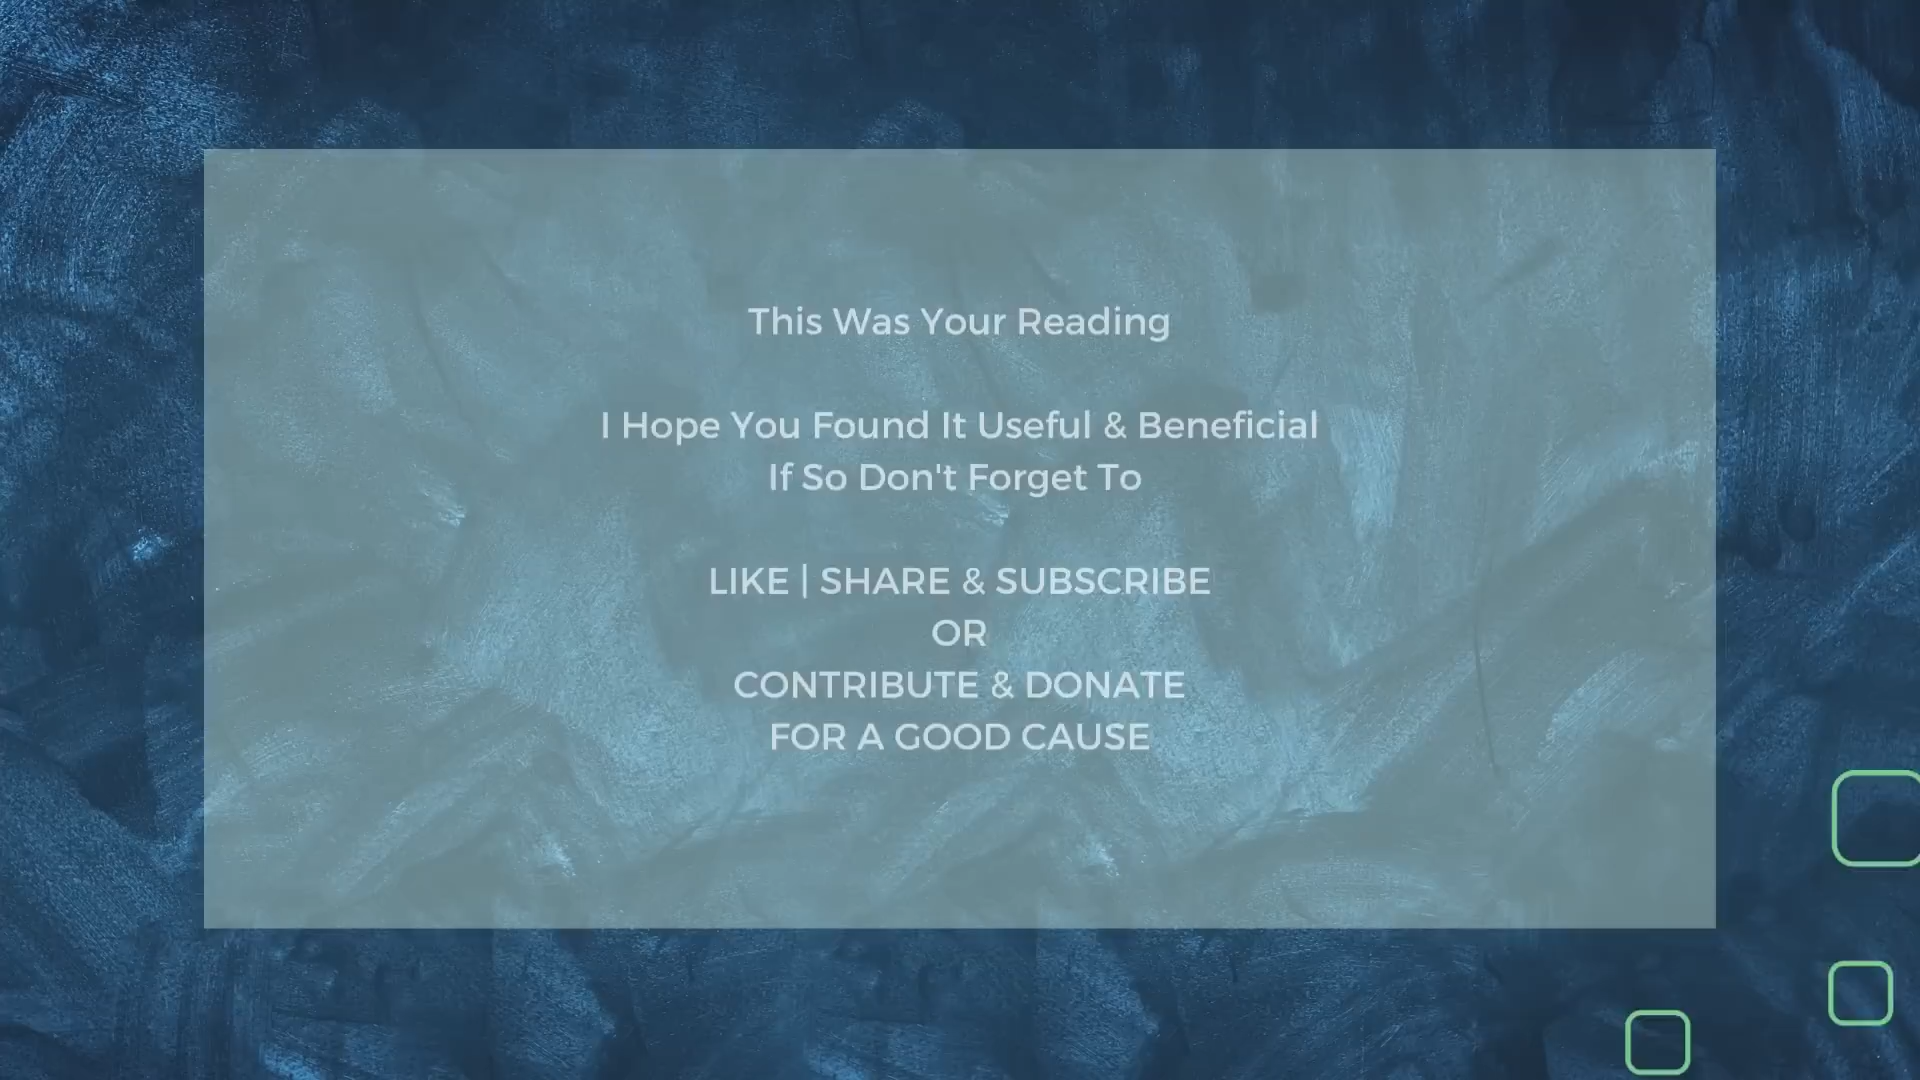 This Was Your Reading
I Hope You Found It Useful & Beneficial
If So Don't Forget To
LIKE | SHARE & SUBSCRIBE
OR
CONTRIBUTE & DONATE
FOR A GOOD CAUSE